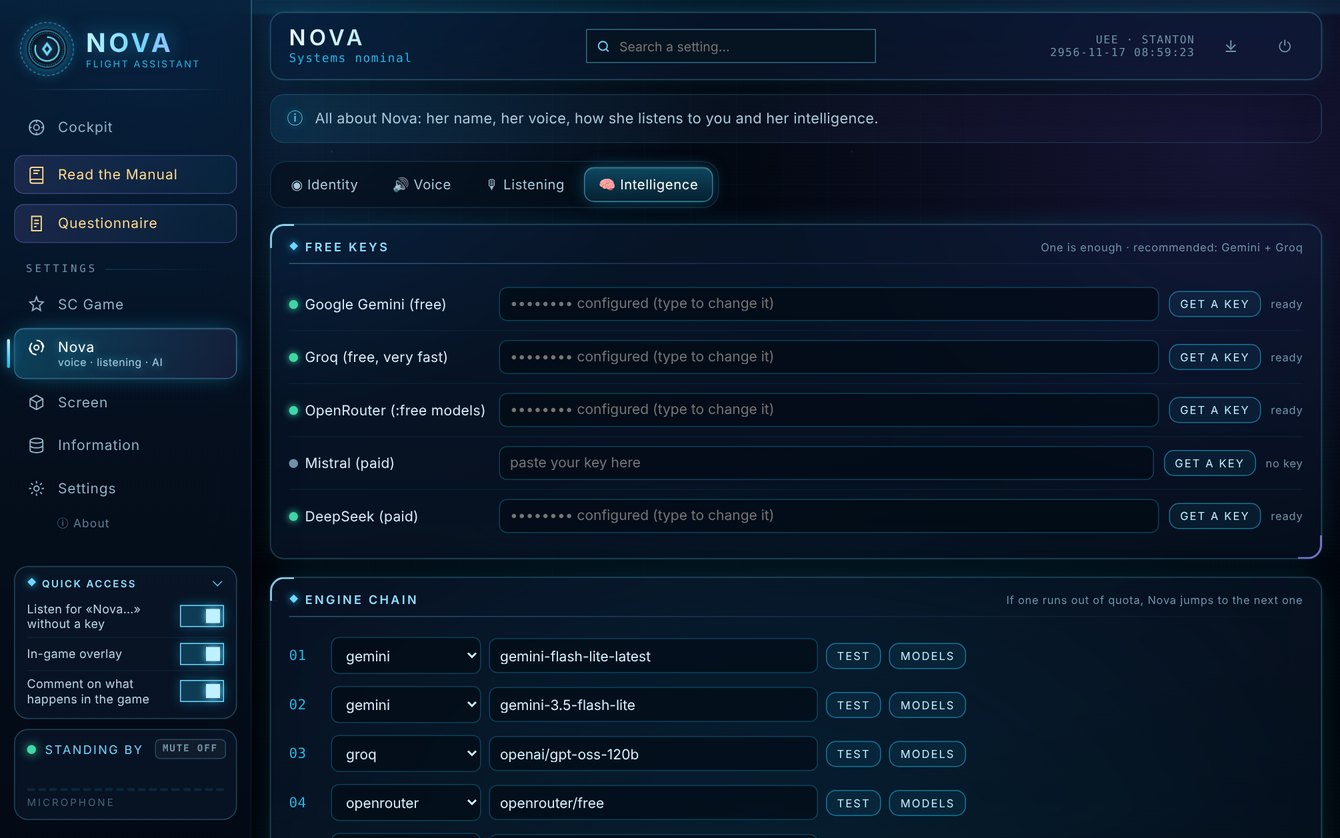 NOVA
FLIGHT ASSISTANT
Cockpit
Read the Manual
Questionnaire
SETTINGS
SC Game
Nova
voice · listening · AI
Screen
Information
Settings
ⓘ About
QUICK ACCESS
Listen for «Nova...»
without a key
In-game overlay
Comment on what
happens in the game
STANDING BY
MUTE OFF
MICROPHONE
NOVA
Systems nominal
Search a setting...
UEE · STANTON
2956-11-17 08:59:23
All about Nova: her name, her voice, how she listens to you and her intelligence.
Identity
Voice
Listening
Intelligence
FREE KEYS
One is enough · recommended: Gemini + Groq
Google Gemini (free)
•••••••• configured (type to change it)
GET A KEY
ready
Groq (free, very fast)
•••••••• configured (type to change it)
GET A KEY
ready
OpenRouter (:free models)
•••••••• configured (type to change it)
GET A KEY
ready
Mistral (paid)
paste your key here
GET A KEY
no key
DeepSeek (paid)
•••••••• configured (type to change it)
GET A KEY
ready
ENGINE CHAIN
If one runs out of quota, Nova jumps to the next one
01
gemini
gemini-flash-lite-latest
TEST
MODELS
02
gemini
gemini-3.5-flash-lite
TEST
MODELS
03
groq
openai/gpt-oss-120b
TEST
MODELS
04
openrouter
openrouter/free
TEST
MODELS